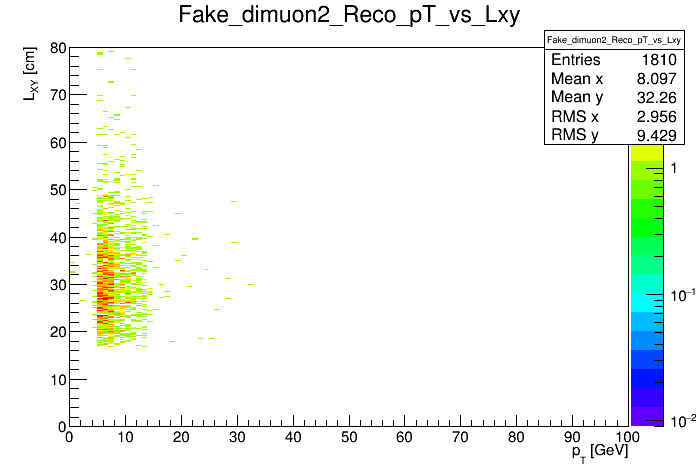 Fake_dimuon2_Reco_pT_vs_Lxy
Fake_dimuon2_Reco_pT_vs_Lxy
Entries 1810
Mean x 8.097
Mean y 32.26
RMS x 2.956
RMS y 9.429
L_XY [cm]
80
70
60
50
40
30
20
10
0
0 10 20 30 40 50 60 70 80 90 100
p_T [GeV]
1
10^-1
10^-2